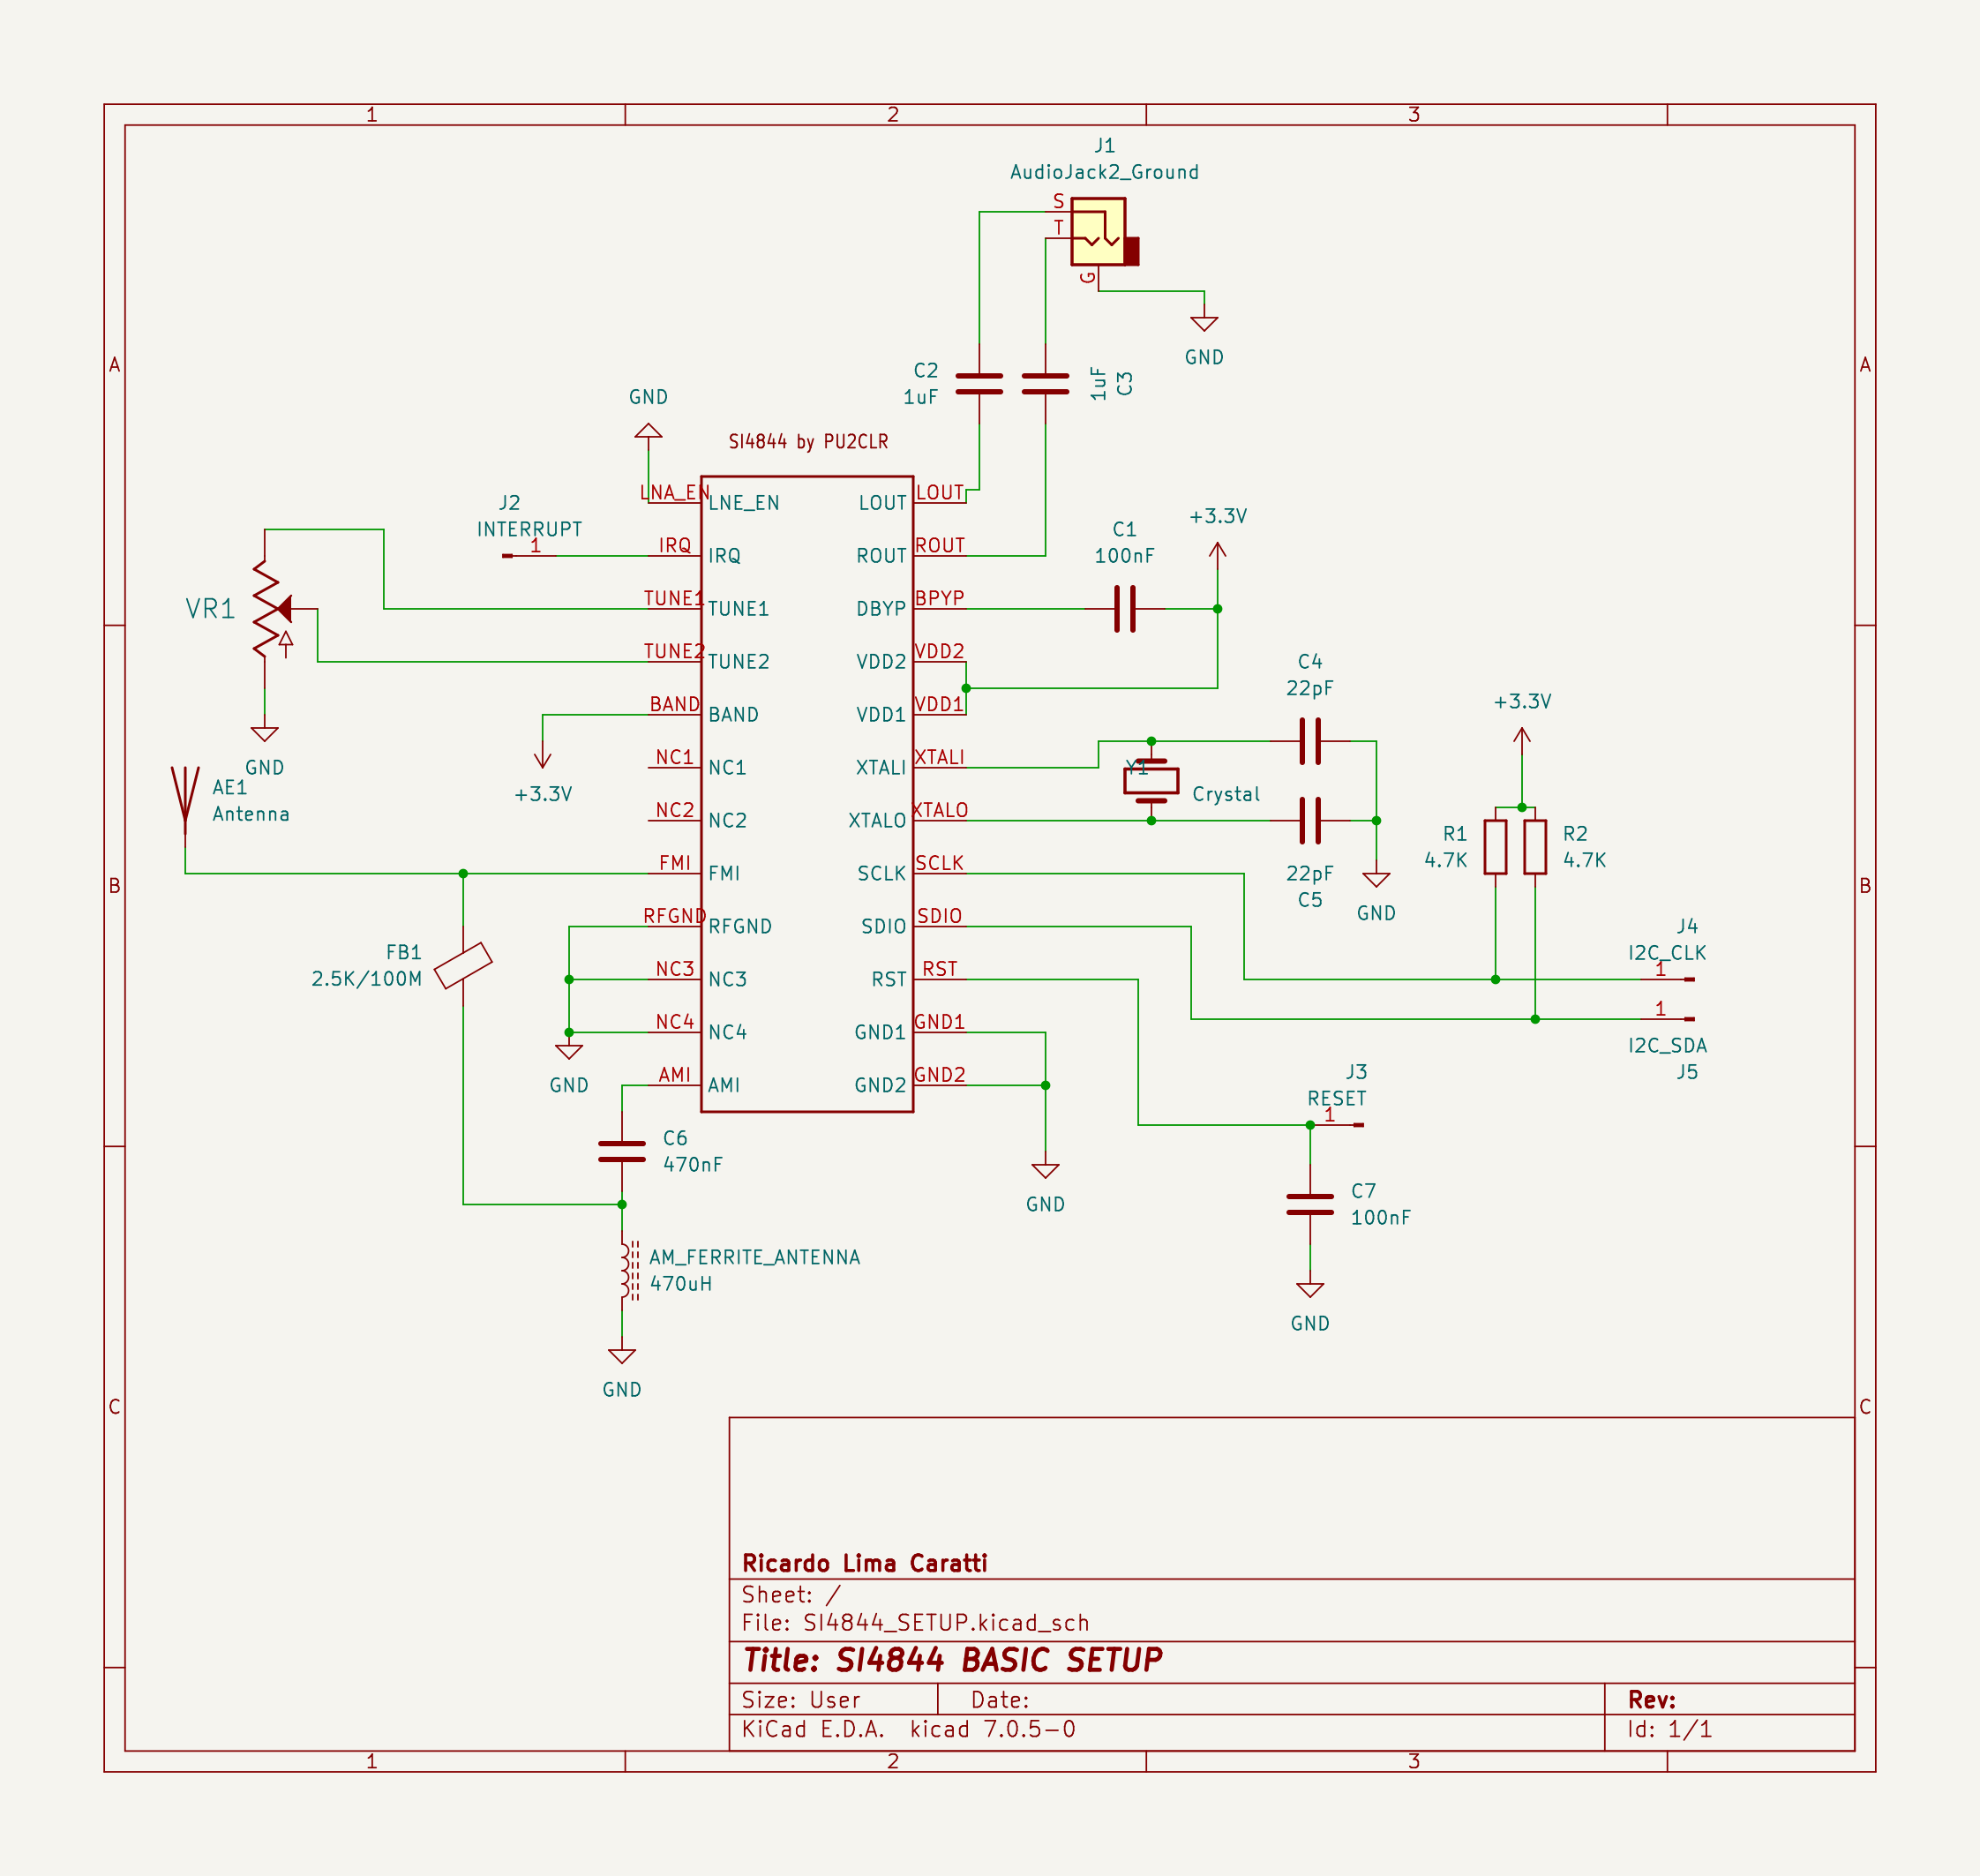 1
2
3
J1
AudioJack2_Ground
S
T
G
GND
A
A
C2
1uF
1uF
C3
GND
SI4844 by PU2CLR
LNA_EN
LNE_EN
LOUT
LOUT
J2
INTERRUPT
1
IRQ
IRQ
ROUT
ROUT
C1
100nF
+3.3V
VR1
TUNE1
TUNE1
DBYP
BPYP
TUNE2
TUNE2
VDD2
VDD2
C4
22pF
BAND
BAND
VDD1
VDD1
+3.3V
GND
+3.3V
NC1
NC1
XTALI
XTALI
Y1
Crystal
AE1
Antenna
NC2
NC2
XTALO
XTALO
R1
4.7K
R2
4.7K
FMI
FMI
SCLK
SCLK
22pF
C5
GND
B
B
RFGND
RFGND
SDIO
SDIO
J4
I2C_CLK
1
FB1
2.5K/100M
NC3
NC3
RST
RST
1
I2C_SDA
J5
NC4
NC4
GND1
GND1
GND
AMI
AMI
GND2
GND2
J3
RESET
1
C6
470nF
GND
C7
100nF
AM_FERRITE_ANTENNA
470uH
GND
GND
C
C
Ricardo Lima Caratti
Sheet: /
File: SI4844_SETUP.kicad_sch
Title: SI4844 BASIC SETUP
Size: User
Date:
Rev:
KiCad E.D.A. kicad 7.0.5-0
Id: 1/1
1
2
3